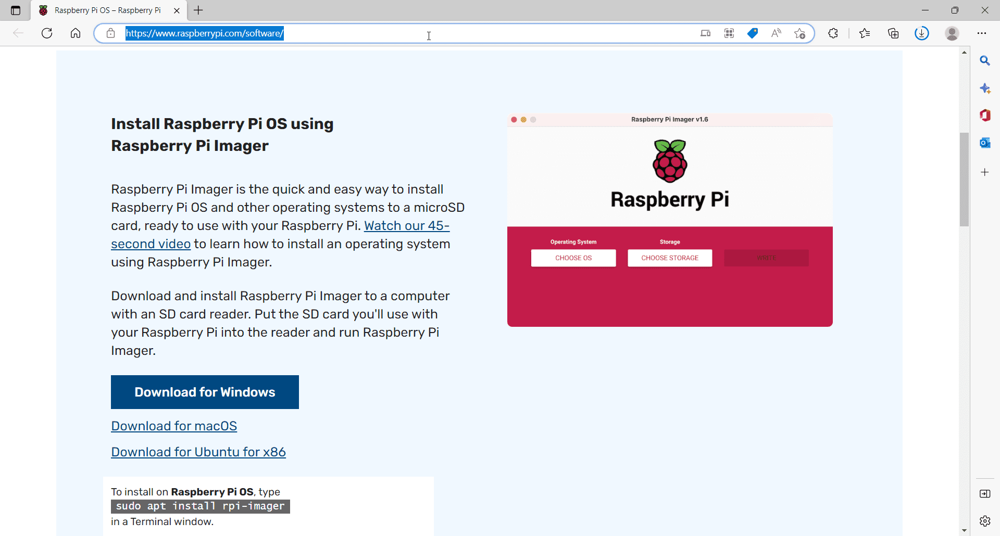 Raspberry Pi OS – Raspberry Pi
https://www.raspberrypi.com/software/
Install Raspberry Pi OS using
Raspberry Pi Imager
Raspberry Pi Imager is the quick and easy way to install
Raspberry Pi OS and other operating systems to a microSD
card, ready to use with your Raspberry Pi. Watch our 45-
second video to learn how to install an operating system
using Raspberry Pi Imager.
Download and install Raspberry Pi Imager to a computer
with an SD card reader. Put the SD card you'll use with
your Raspberry Pi into the reader and run Raspberry Pi
Imager.
Download for Windows
Download for macOS
Download for Ubuntu for x86
To install on Raspberry Pi OS, type
sudo apt install rpi-imager
in a Terminal window.
Raspberry Pi Imager v1.6
Raspberry Pi
Operating System
Storage
CHOOSE OS
CHOOSE STORAGE
WRITE